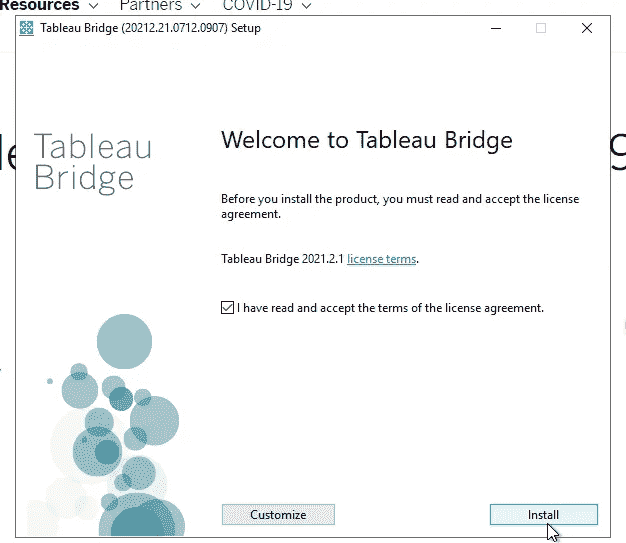 Resources Partners COVID-19
Tableau Bridge (20212.21.0712.0907) Setup
Tableau
Bridge
Welcome to Tableau Bridge
Before you install the product, you must read and accept the license
agreement.
Tableau Bridge 2021.2.1 license terms.
I have read and accept the terms of the license agreement.
Customize
Install